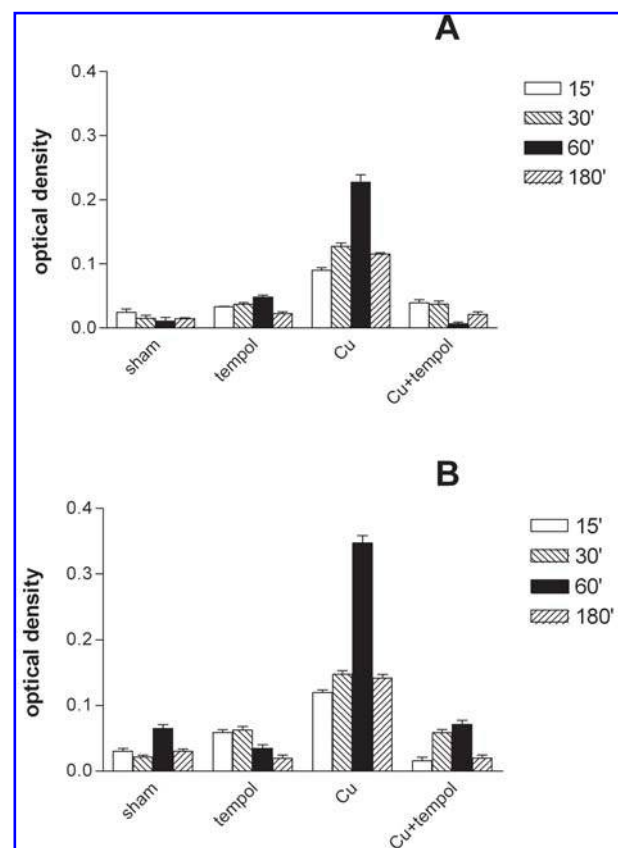 A
optical density
0.4
0.3
0.2
0.1
0.0
sham
tempol
Cu
Cu+tempol
15'
30'
60'
180'
B
optical density
0.4
0.3
0.2
0.1
0.0
sham
tempol
Cu
Cu+tempol
15'
30'
60'
180'